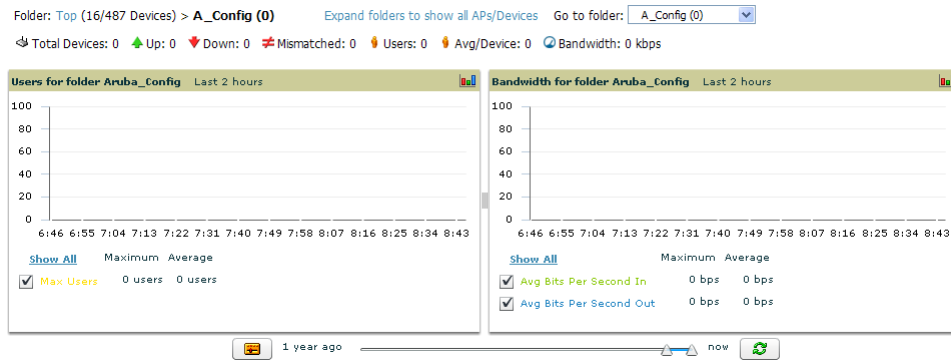 Folder: Top (16/487 Devices) > A_Config (0) Expand folders to show all APs/Devices Go to folder: A_Config (0)
Total Devices: 0 Up: 0 Down: 0 Mismatched: 0 Users: 0 Avg/Device: 0 Bandwidth: 0 kbps
Users for folder Aruba_Config Last 2 hours
100
80
60
40
20
0
6:46 6:55 7:04 7:13 7:22 7:31 7:40 7:49 7:58 8:07 8:16 8:25 8:34 8:43
Show All Maximum Average
Max Users 0 users 0 users
Bandwidth for folder Aruba_Config Last 2 hours
100
80
60
40
20
0
6:46 6:55 7:04 7:13 7:22 7:31 7:40 7:49 7:58 8:07 8:16 8:25 8:34 8:43
Show All Maximum Average
Avg Bits Per Second In 0 bps 0 bps
Avg Bits Per Second Out 0 bps 0 bps
1 year ago now